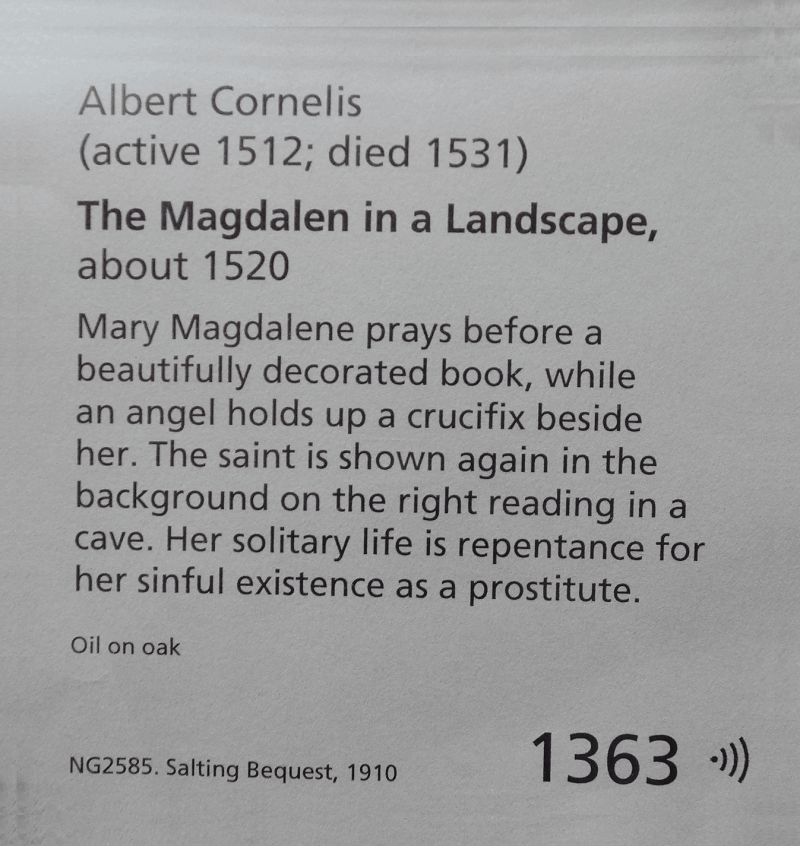 Albert Cornelis
(active 1512; died 1531)
The Magdalen in a Landscape,
about 1520
Mary Magdalene prays before a
beautifully decorated book, while
an angel holds up a crucifix beside
her. The saint is shown again in the
background on the right reading in a
cave. Her solitary life is repentance for
her sinful existence as a prostitute.
Oil on oak
NG2585. Salting Bequest, 1910
1363